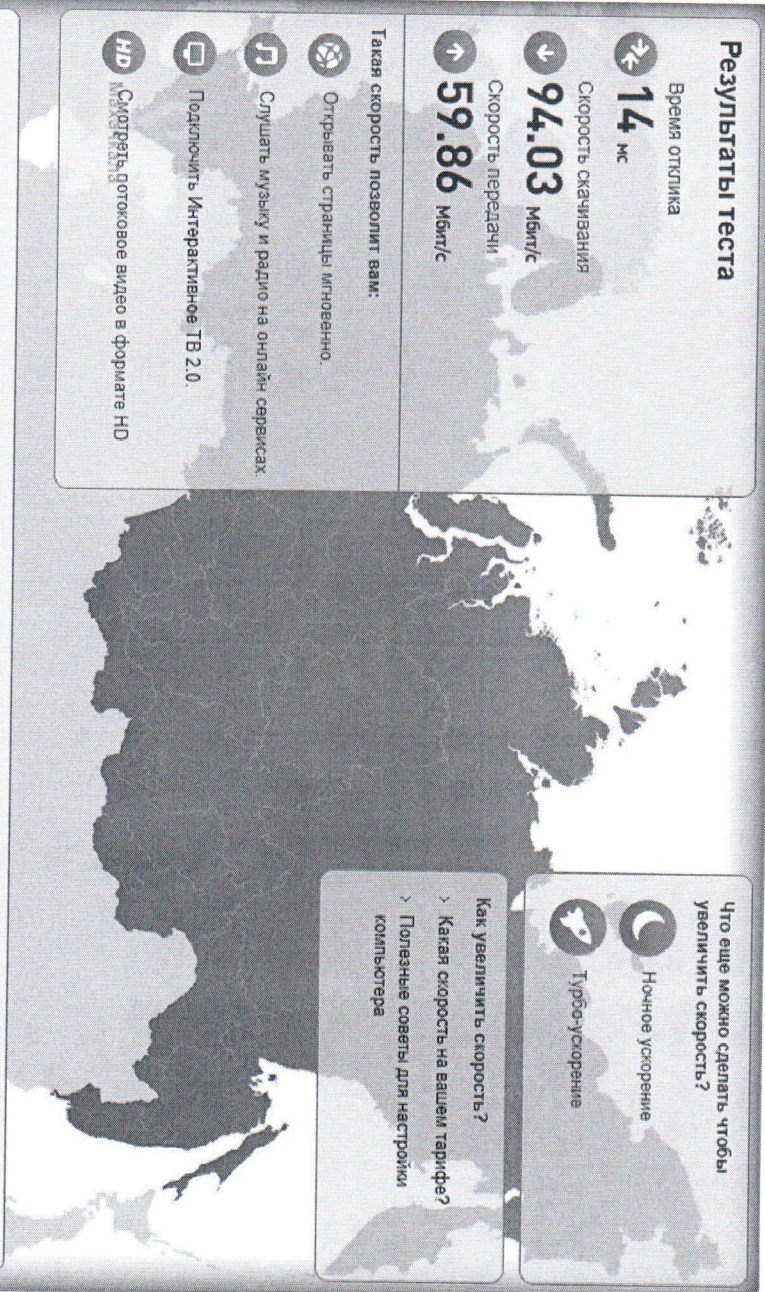 Результаты теста
Время отклика
14 мс
Скорость скачивания
94.03 Мбит/с
Скорость передачи
59.86 Мбит/с
Такая скорость позволит вам:
Открывать страницы мгновенно.
Слушать музыку и радио на онлайн сервисах
Подключить Интерактивное ТВ 2.0.
HD Смотреть потоковое видео в формате HD
Махачкала
Что еще можно сделать чтобы
увеличить скорость?
Ночное ускорение
Турбо-ускорение
Как увеличить скорость?
› Какая скорость на вашем тарифе?
› Полезные советы для настройки
компьютера